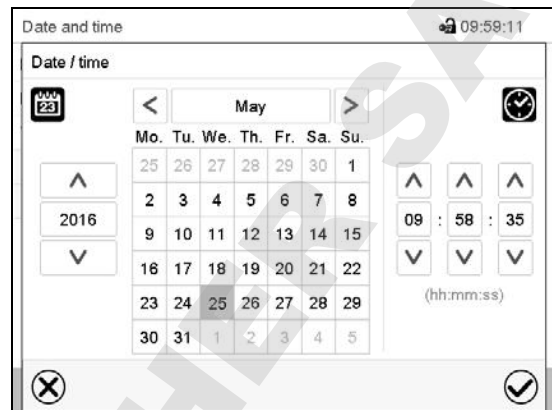 Date and time 09:59:11
Date / time
23
< May >
Mo. Tu. We. Th. Fr. Sa. Su.
25 26 27 28 29 30 1
2 3 4 5 6 7 8
2016 09 : 58 : 35
9 10 11 12 13 14 15
16 17 18 19 20 21 22
(hh:mm:ss)
23 24 25 26 27 28 29
30 31 1 2 3 4 5
HER SA